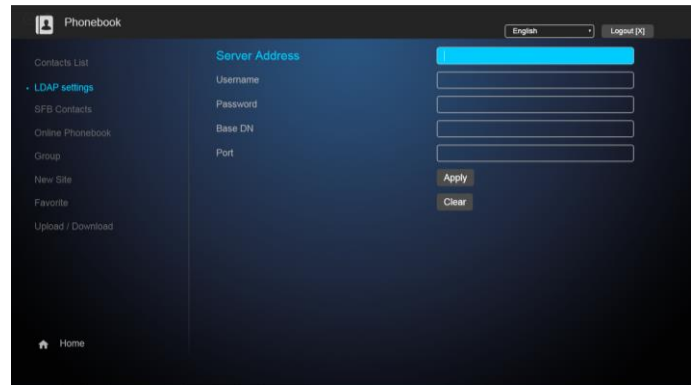 Phonebook
English
Logout [X]
Contacts List
LDAP settings
SFB Contacts
Online Phonebook
Group
New Site
Favorite
Upload / Download
Home
Server Address
Username
Password
Base DN
Port
Apply
Clear